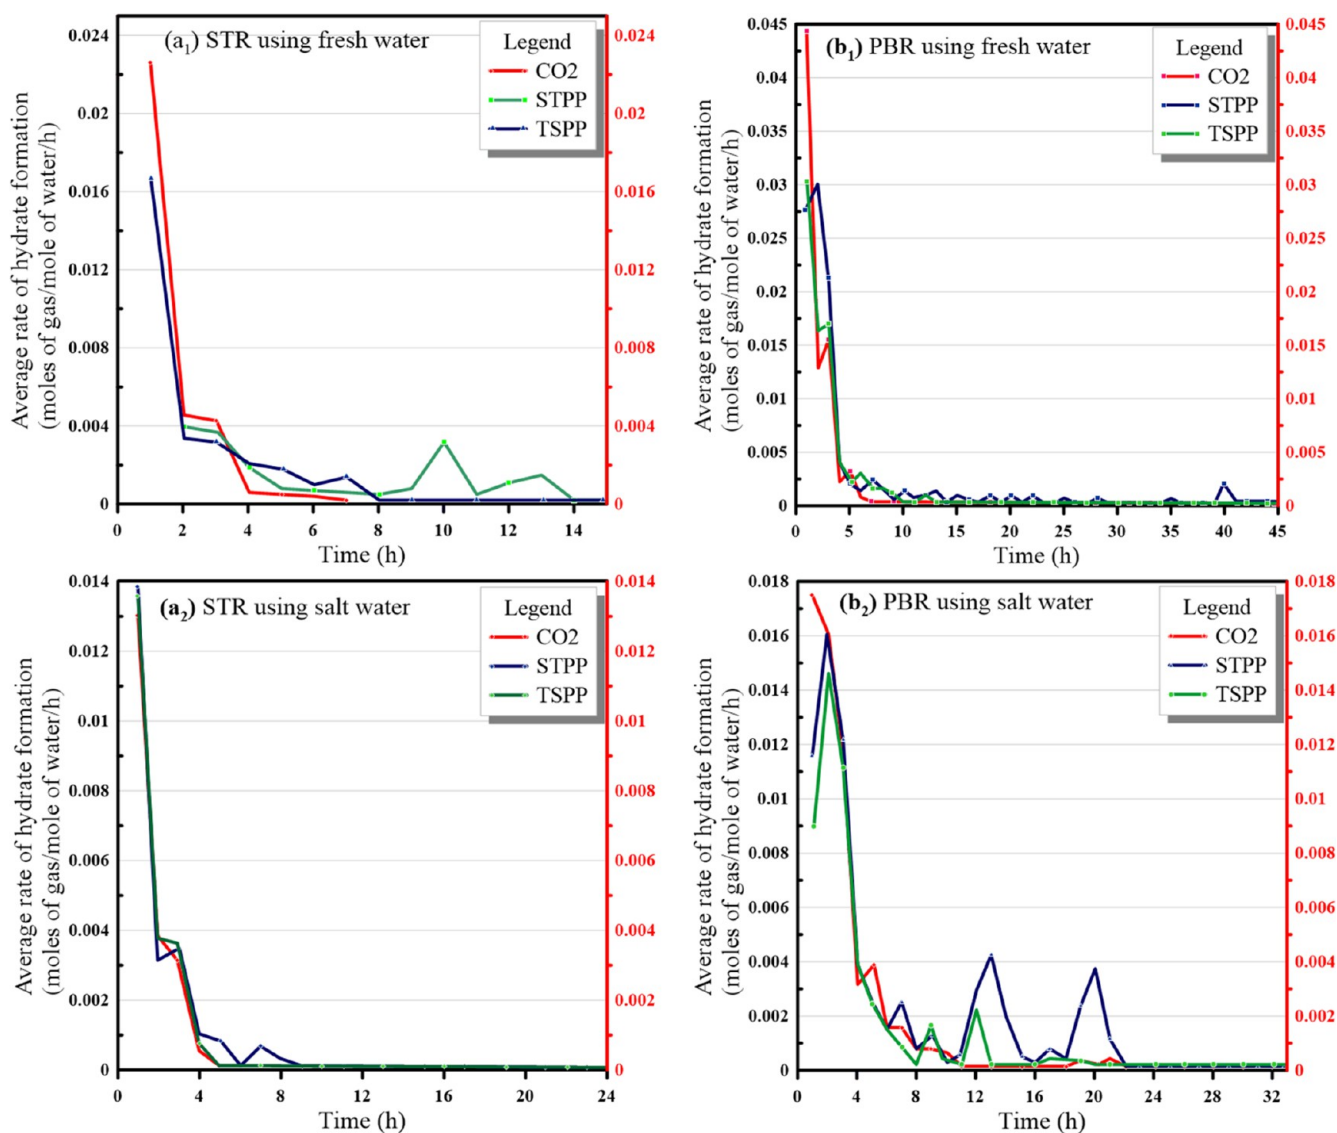 (a1) STR using fresh water
Legend
CO2
STPP
TSPP
Average rate of hydrate formation
(moles of gas/mole of water/h)
0.024
0.02
0.016
0.012
0.008
0.004
0
0.024
0.02
0.016
0.012
0.008
0.004
0
0 2 4 6 8 10 12 14
Time (h)
(b1) PBR using fresh water
Legend
CO2
STPP
TSPP
Average rate of hydrate formation
(moles of gas/mole of water/h)
0.045
0.04
0.035
0.03
0.025
0.02
0.015
0.01
0.005
0
0.045
0.04
0.035
0.03
0.025
0.02
0.015
0.01
0.005
0
0 5 10 15 20 25 30 35 40 45
Time (h)
(a2) STR using salt water
Legend
CO2
STPP
TSPP
Average rate of hydrate formation
(moles of gas/mole of water/h)
0.014
0.012
0.01
0.008
0.006
0.004
0.002
0
0.014
0.012
0.01
0.008
0.006
0.004
0.002
0
0 4 8 12 16 20 24
Time (h)
(b2) PBR using salt water
Legend
CO2
STPP
TSPP
Average rate of hydrate formation
(moles of gas/mole of water/h)
0.018
0.016
0.014
0.012
0.01
0.008
0.006
0.004
0.002
0
0.018
0.016
0.014
0.012
0.01
0.008
0.006
0.004
0.002
0
0 4 8 12 16 20 24 28 32
Time (h)